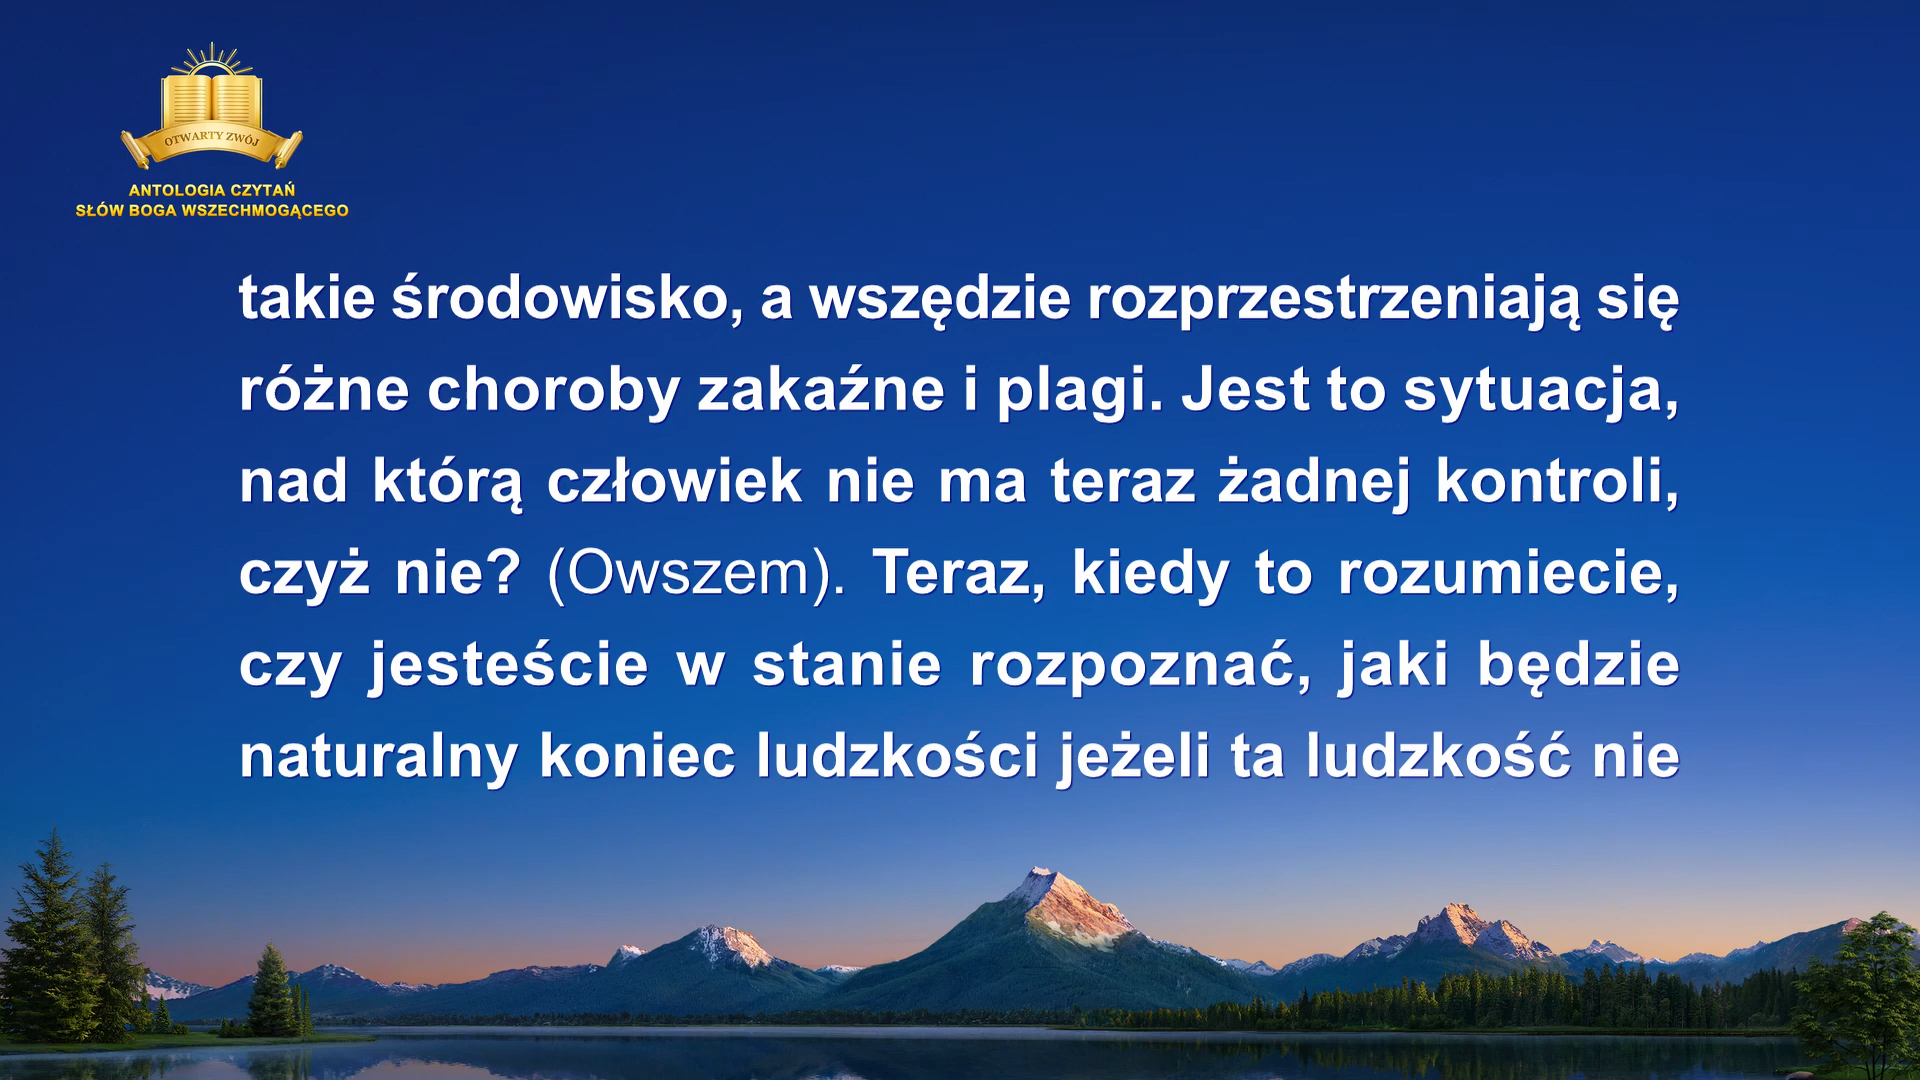 OTWARTY ZWÓJ
ANTOLOGIA CZYTAŃ
SŁÓW BOGA WSZECHMOGĄCEGO
takie środowisko, a wszędzie rozprzestrzeniają się
różne choroby zakaźne i plagi. Jest to sytuacja,
nad którą człowiek nie ma teraz żadnej kontroli,
czyż nie? (Owszem). Teraz, kiedy to rozumiecie,
czy jesteście w stanie rozpoznać, jaki będzie
naturalny koniec ludzkości jeżeli ta ludzkość nie